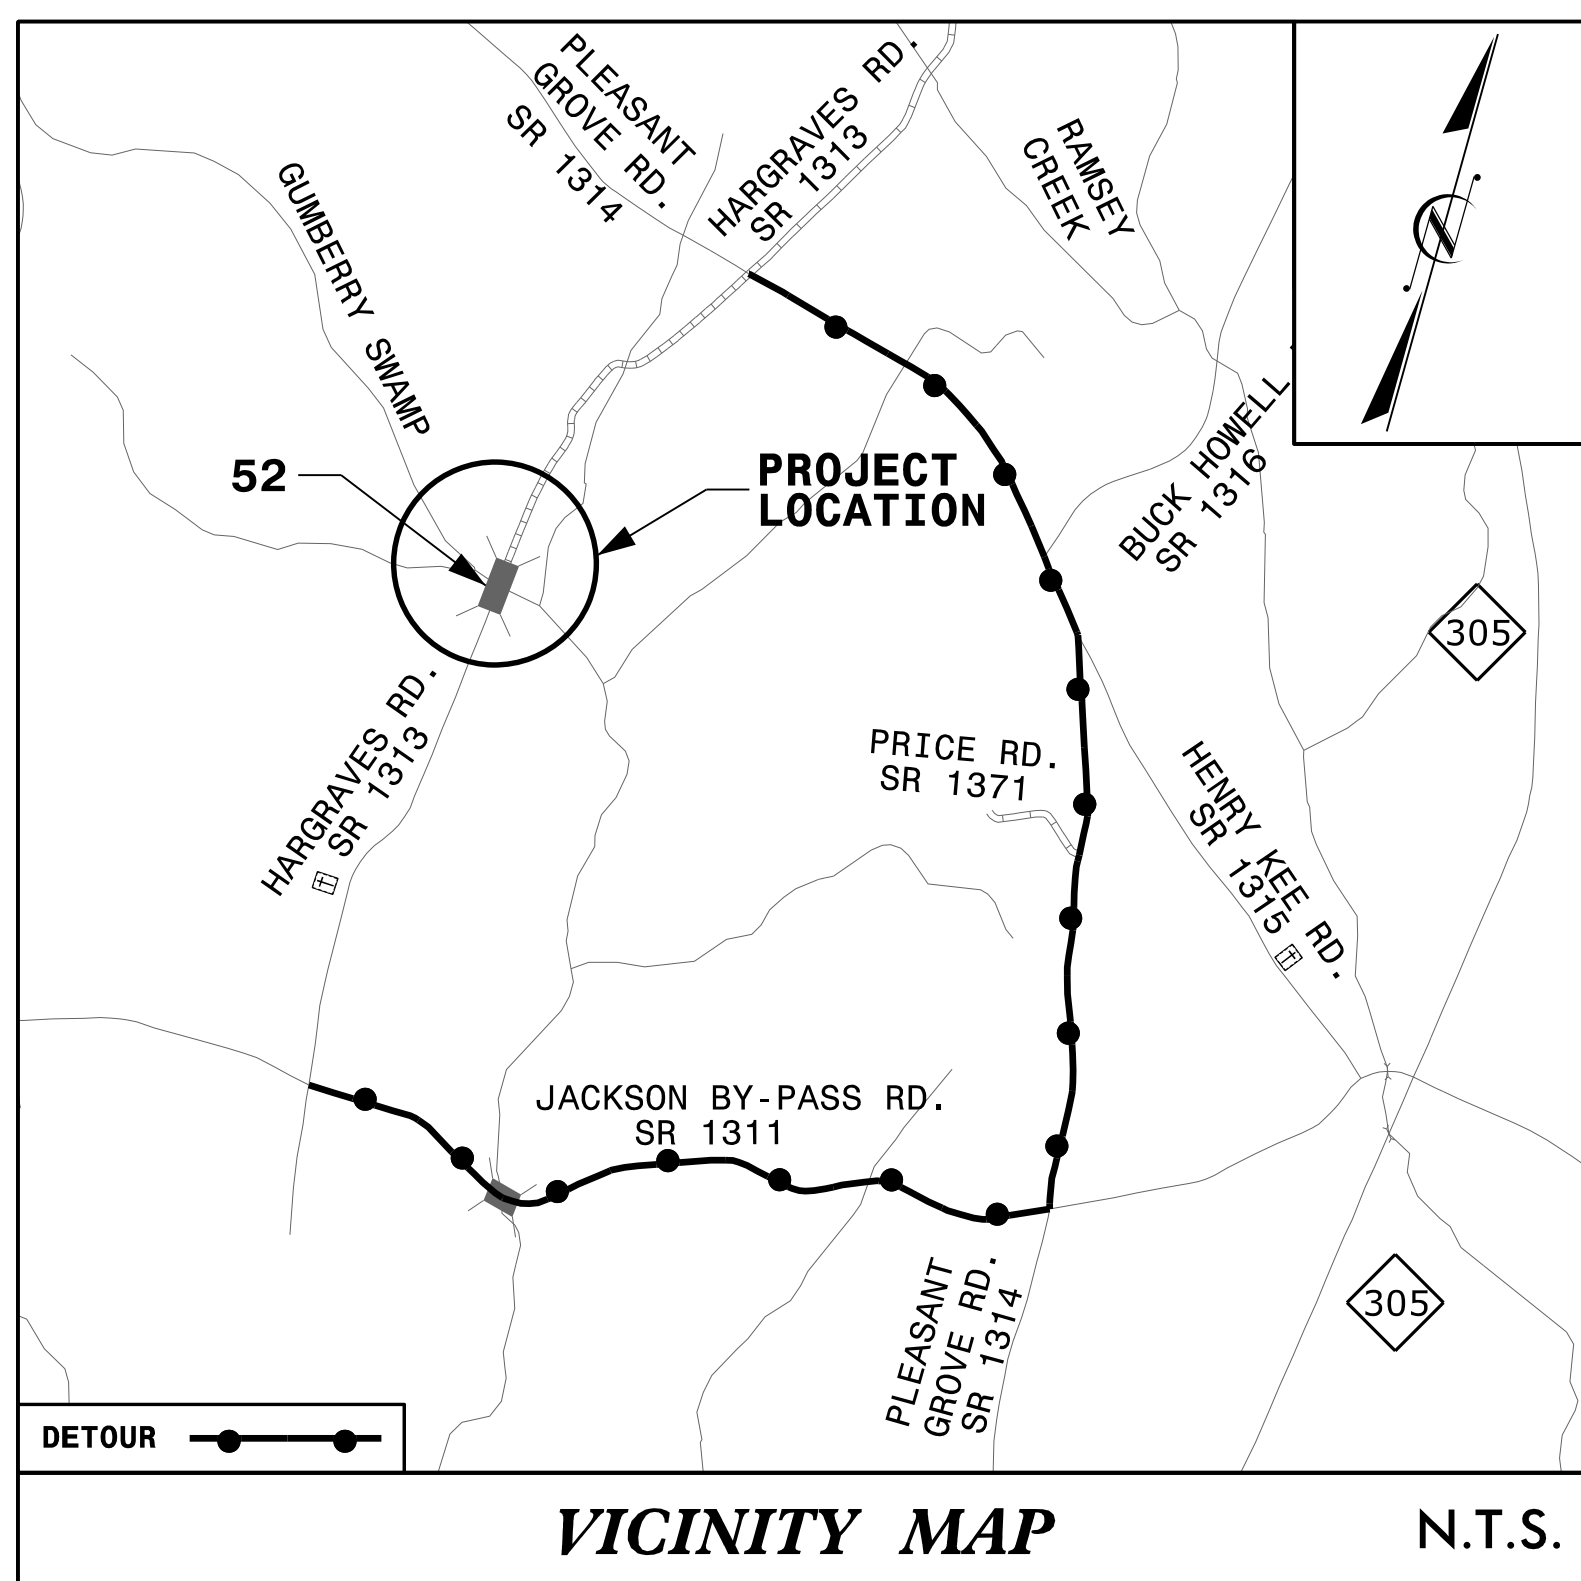 PLEASANT
GROVE RD.
SR 1314
HARGRAVES RD.
SR 1313
RAMSEY
CREEK
N
GUMBERRY SWAMP
BUCK HOWELL
SR 1316
52
PROJECT
LOCATION
305
HARGRAVES RD.
SR 1313
PRICE RD.
SR 1371
HENRY KEE RD.
SR 1315
JACKSON BY-PASS RD.
SR 1311
PLEASANT
GROVE RD.
SR 1314
305
DETOUR
VICINITY MAP
N.T.S.